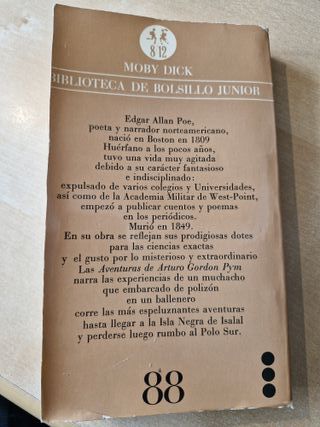 8/12
MOBY DICK
BIBLIOTECA DE BOLSILLO JUNIOR
Edgar Allan Poe,
poeta y narrador norteamericano,
nació en Boston en 1809
Huérfano a los pocos años,
tuvo una vida muy agitada
debido a su carácter fantasioso
e indisciplinado:
expulsado de varios colegios y Universidades,
así como de la Academia Militar de West-Point,
empezó a publicar cuentos y poemas
en los periódicos.
Murió en 1849.
En su obra se reflejan sus prodigiosas dotes
para las ciencias exactas
y el gusto por lo misterioso y extraordinario
Las Aventuras de Arturo Gordon Pym
narra las experiencias de un muchacho
que embarcado de polizón
en un ballenero
corre las más espeluznantes aventuras
hasta llegar a la Isla Negra de Isalal
y perderse luego rumbo al Polo Sur.
88